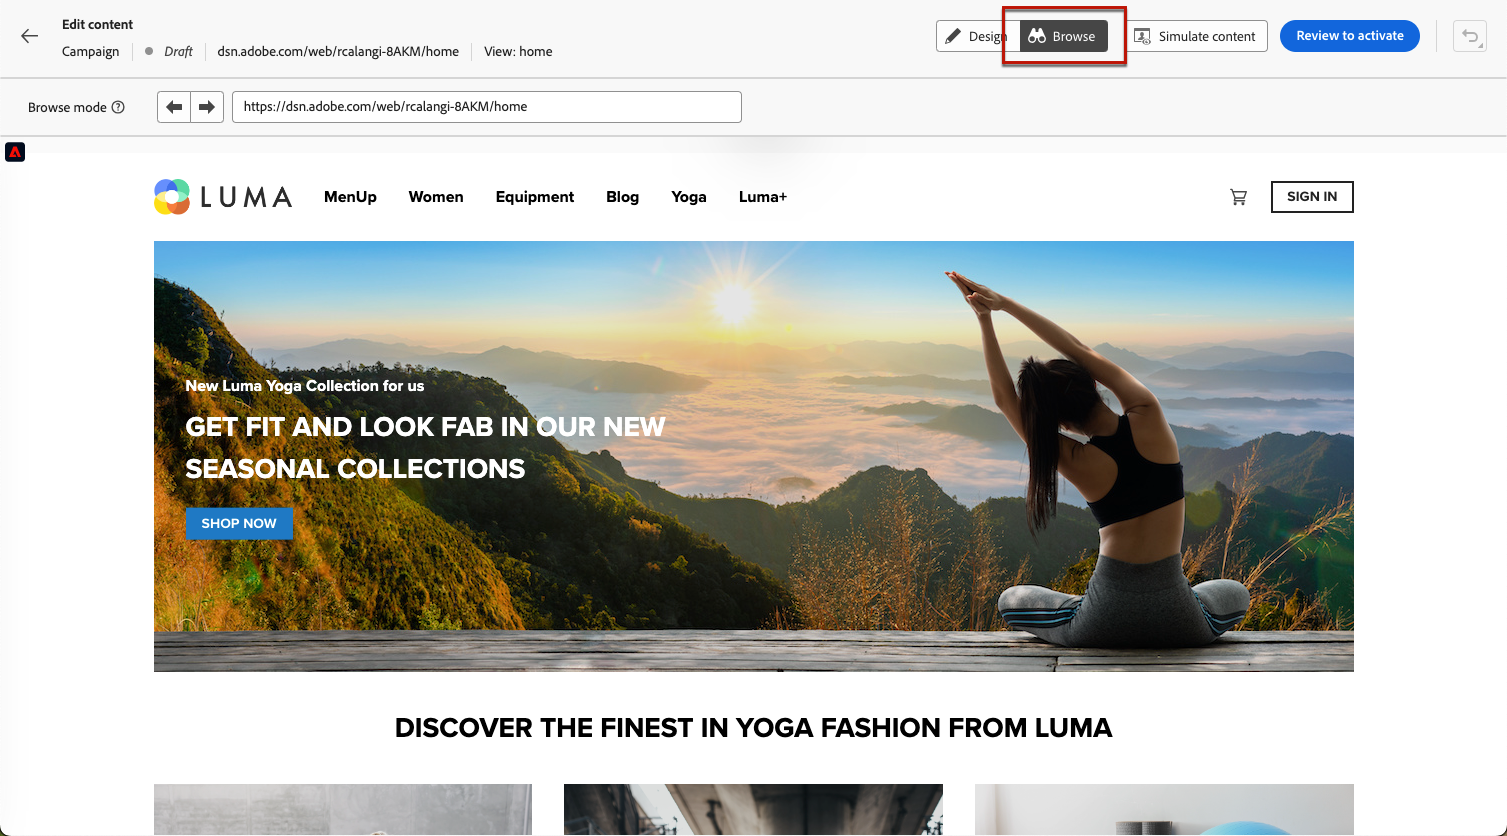 Edit content
Campaign
Draft
dsn.adobe.com/web/rcalangi-8AKM/home
View: home
Design
Browse
Simulate content
Review to activate
Browse mode
https://dsn.adobe.com/web/rcalangi-8AKM/home
LUMA
MenUp
Women
Equipment
Blog
Yoga
Luma+
SIGN IN
New Luma Yoga Collection for us
GET FIT AND LOOK FAB IN OUR NEW
SEASONAL COLLECTIONS
SHOP NOW
DISCOVER THE FINEST IN YOGA FASHION FROM LUMA